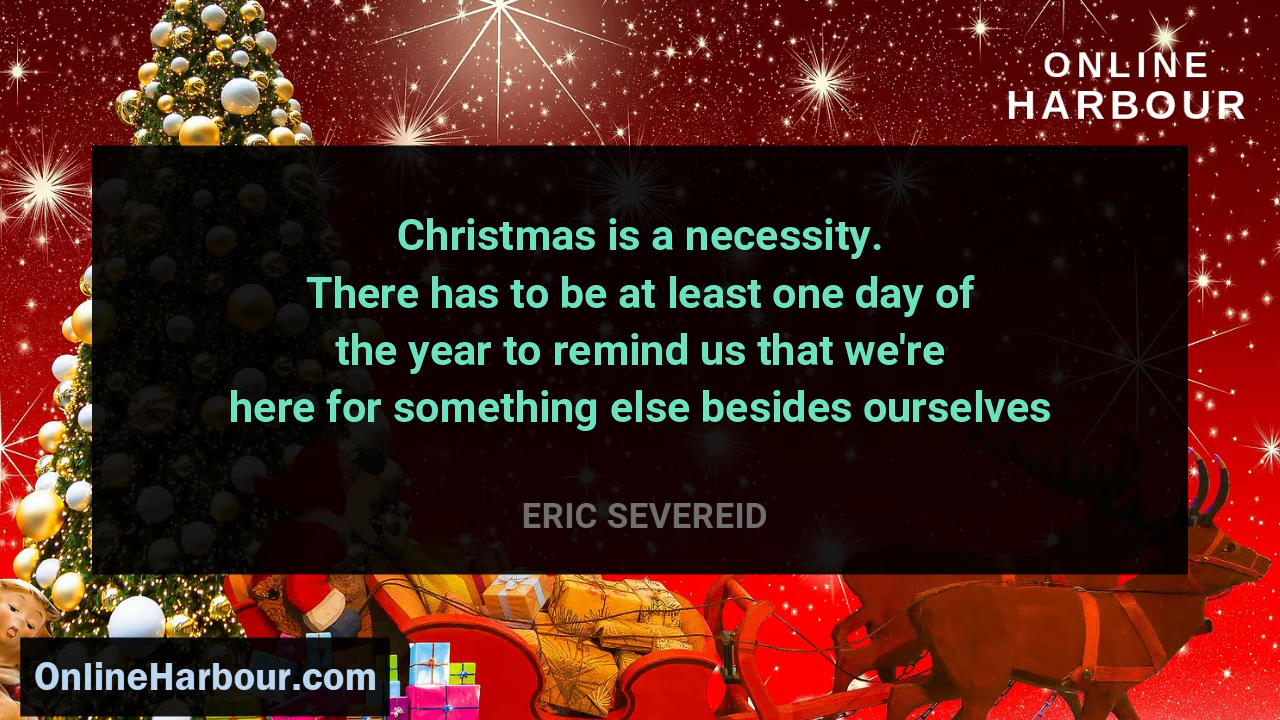 ONLINE
HARBOUR
Christmas is a necessity.
There has to be at least one day of
the year to remind us that we're
here for something else besides ourselves
ERIC SEVEREID
OnlineHarbour.com